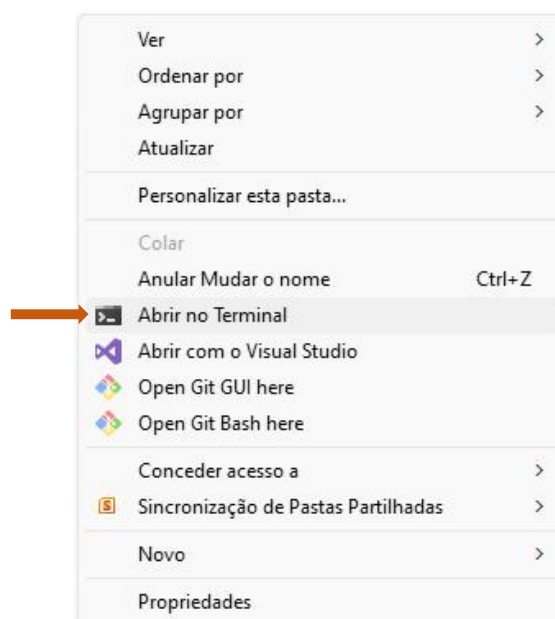 Ver
Ordenar por
Agrupar por
Atualizar
Personalizar esta pasta...
Colar
Anular Mudar o nome Ctrl+Z
Abrir no Terminal
Abrir com o Visual Studio
Open Git GUI here
Open Git Bash here
Conceder acesso a
Sincronização de Pastas Partilhadas
Novo
Propriedades